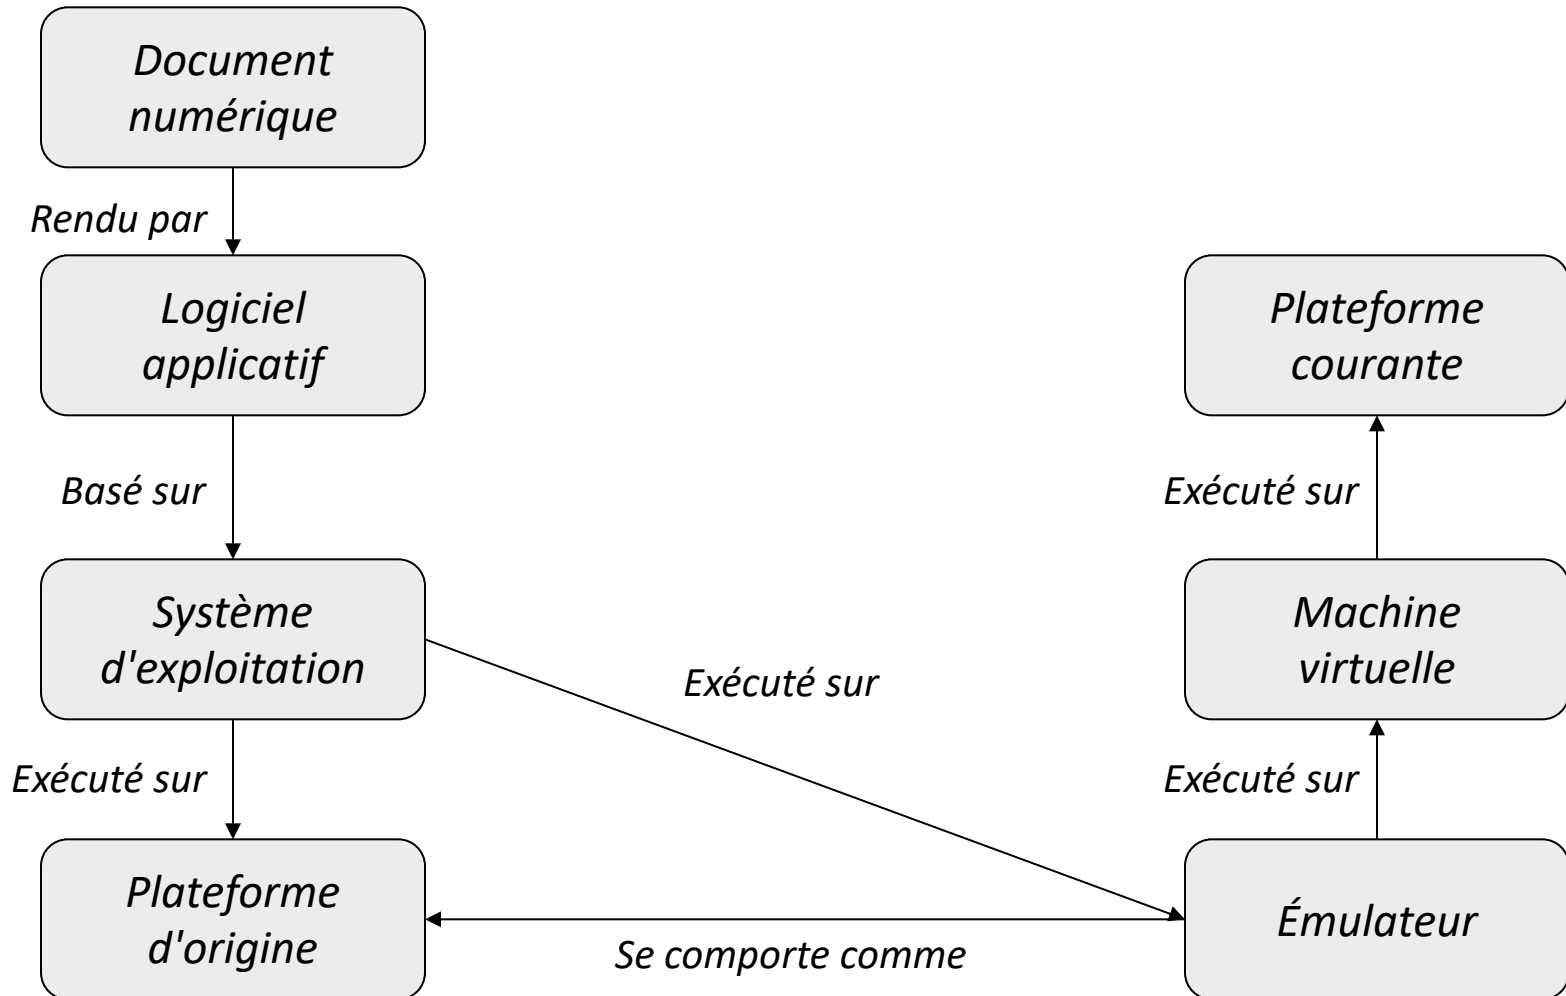 Document
numérique
Rendu par
Logiciel
applicatif
Plateforme
courante
Basé sur
Exécuté sur
Système
d'exploitation
Machine
virtuelle
Exécuté sur
Exécuté sur
Exécuté sur
Plateforme
d'origine
Émulateur
Se comporte comme